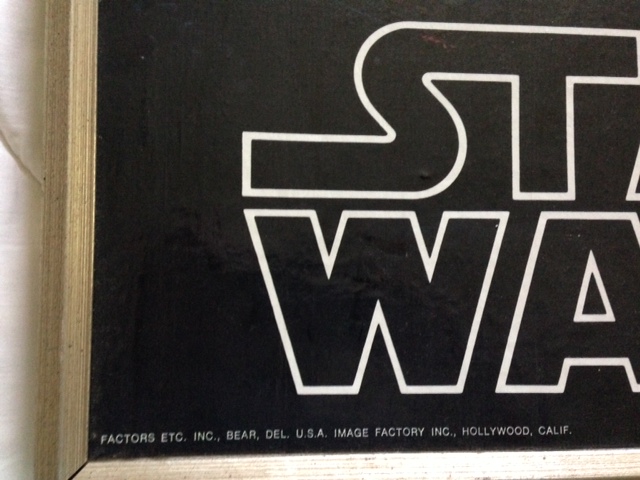 STA
WA
FACTORS ETC. INC., BEAR, DEL. U.S.A. IMAGE FACTORY INC., HOLLYWOOD, CALIF.